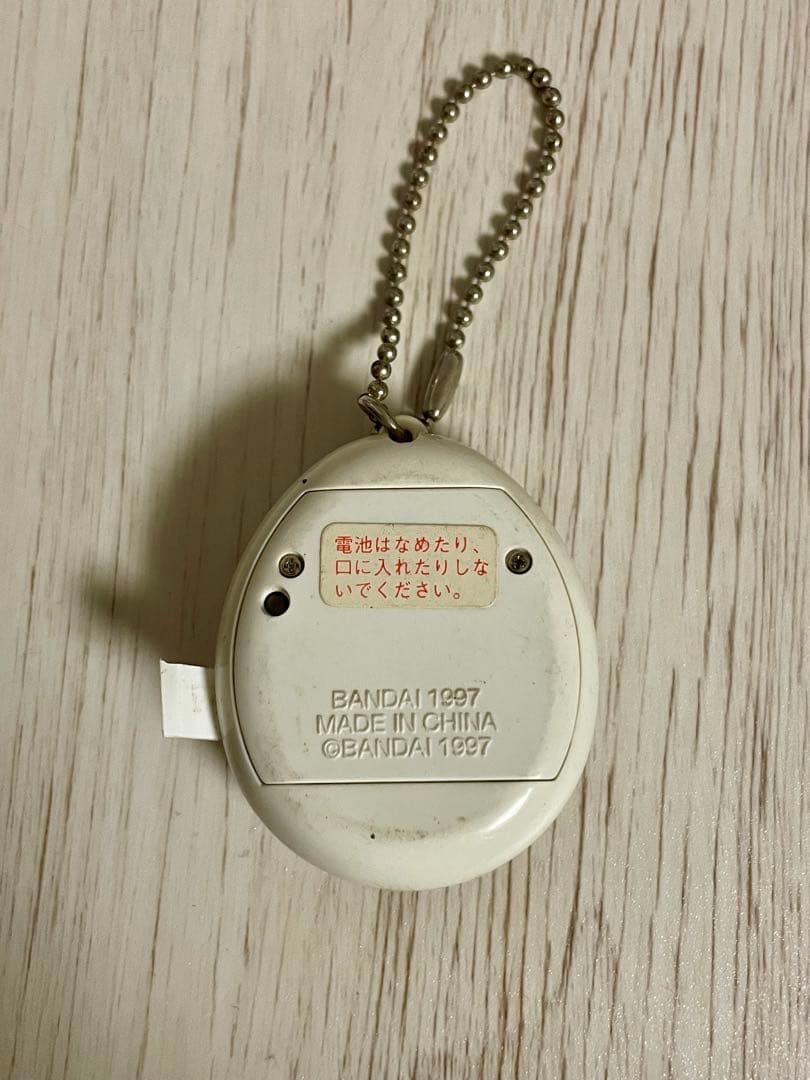 電池はなめたり、
口に入れたりしな
いでください。
BANDAI 1997
MADE IN CHINA
©BANDAI 1997